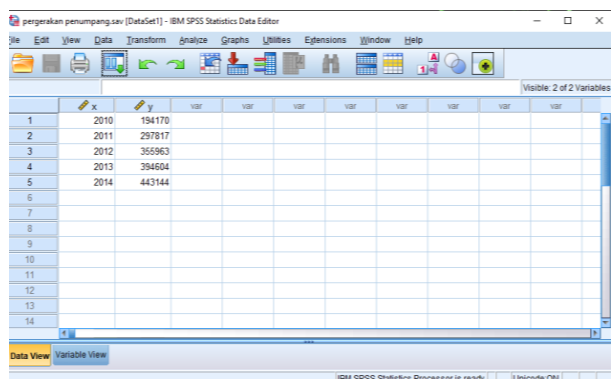 pergerakan penumpang.sav [DataSet1] - IBM SPSS Statistics Data Editor
File Edit View Data Transform Analyze Graphs Utilities Extensions Window Help
Visible: 2 of 2 Variables
x y var var var var var var var var
1 2010 194170
2 2011 297817
3 2012 355963
4 2013 394604
5 2014 443144
6
7
8
9
10
11
12
13
14
Data View Variable View
IBM SPSS Statistics Processor is ready Unicode:ON